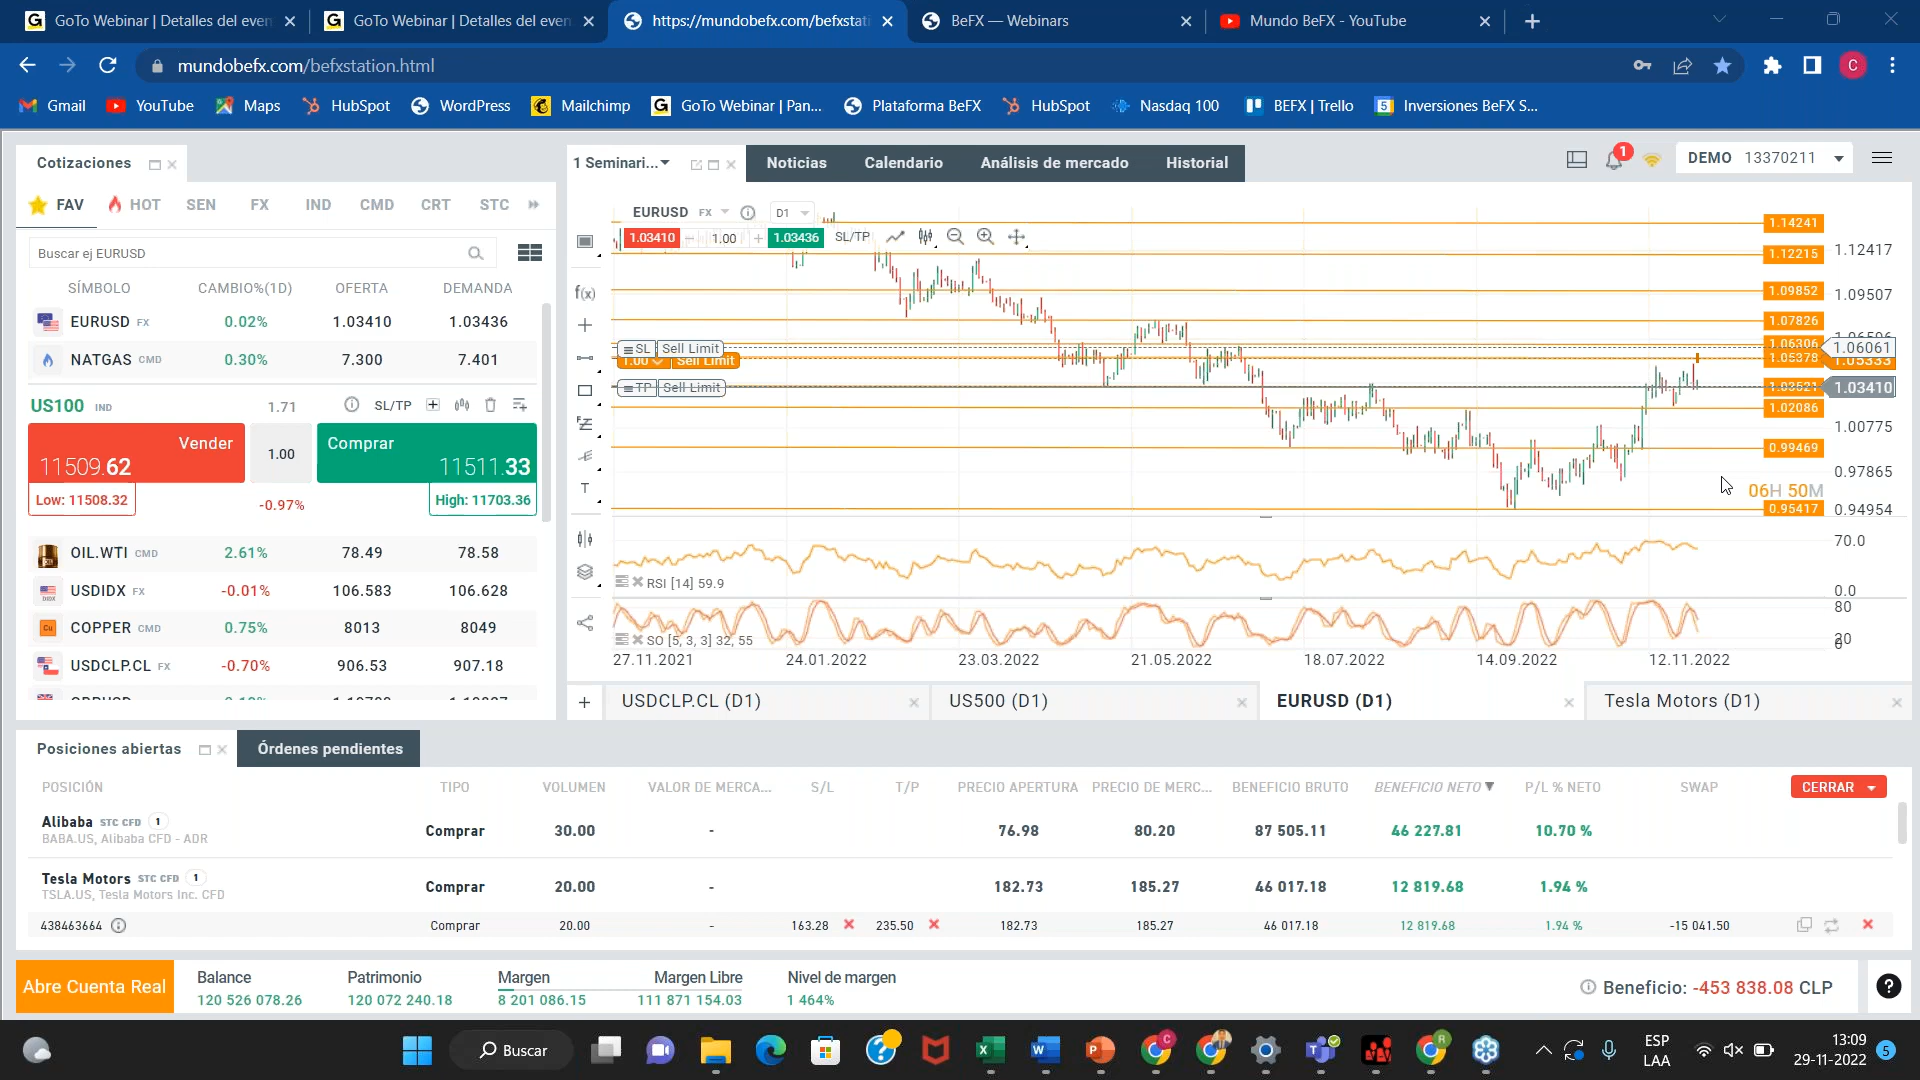 GoTo Webinar | Detalles del even
GoTo Webinar | Detalles del even
https://mundobefx.com/befxstati
BeFX — Webinars
Mundo BeFX - YouTube
mundobefx.com/befxstation.html
C
Gmail YouTube Maps HubSpot WordPress Mailchimp GoTo Webinar | Pan... Plataforma BeFX HubSpot Nasdaq 100 BEFX | Trello Inversiones BeFX S...
Cotizaciones
FAV HOT SEN FX IND CMD CRT STC
Buscar ej EURUSD
SÍMBOLO CAMBIO%(1D) OFERTA DEMANDA
EURUSD FX 0.02% 1.03410 1.03436
NATGAS CMD 0.30% 7.300 7.401
US100 IND 1.71 SL/TP
Vender 1.00 Comprar
11509.62 11511.33
Low: 11508.32 -0.97% High: 11703.36
OIL.WTI CMD 2.61% 78.49 78.58
USDIDX FX -0.01% 106.583 106.628
COPPER CMD 0.75% 8013 8049
USDCLP.CL FX -0.70% 906.53 907.18
1 Seminari... Noticias Calendario Análisis de mercado Historial
1
DEMO 13370211
EURUSD FX D1
1.03410 1.00 1.03436 SL/TP
f(x)
T
SL Sell Limit
1.00 Sell Limit
TP Sell Limit
1.14241
1.12215
1.09852
1.07826
1.06306
1.05378
1.03521
1.02086
0.99469
0.95417
1.12417
1.09507
1.06061
1.05333
1.03410
1.00775
0.97865
0.94954
06H 50M
RSI [14] 59.9
70.0
0.0
SO [5, 3, 3] 32, 55
80
20
0
27.11.2021 24.01.2022 23.03.2022 21.05.2022 18.07.2022 14.09.2022 12.11.2022
USDCLP.CL (D1) US500 (D1) EURUSD (D1) Tesla Motors (D1)
Posiciones abiertas Órdenes pendientes
POSICIÓN TIPO VOLUMEN VALOR DE MERCA... S/L T/P PRECIO APERTURA PRECIO DE MERC... BENEFICIO BRUTO BENEFICIO NETO P/L % NETO SWAP CERRAR
Alibaba STC CFD 1 Comprar 30.00 - 76.98 80.20 87 505.11 46 227.81 10.70 %
BABA.US, Alibaba CFD - ADR
Tesla Motors STC CFD 1 Comprar 20.00 - 182.73 185.27 46 017.18 12 819.68 1.94 %
TSLA.US, Tesla Motors Inc. CFD
438463664 Comprar 20.00 - 163.28 235.50 182.73 185.27 46 017.18 12 819.68 1.94 % -15 041.50
Abre Cuenta Real
Balance Patrimonio Margen Margen Libre Nivel de margen
120 526 078.26 120 072 240.18 8 201 086.15 111 871 154.03 1 464%
Beneficio: -453 838.08 CLP
?
Buscar
ESP
LAA
13:09
29-11-2022
5